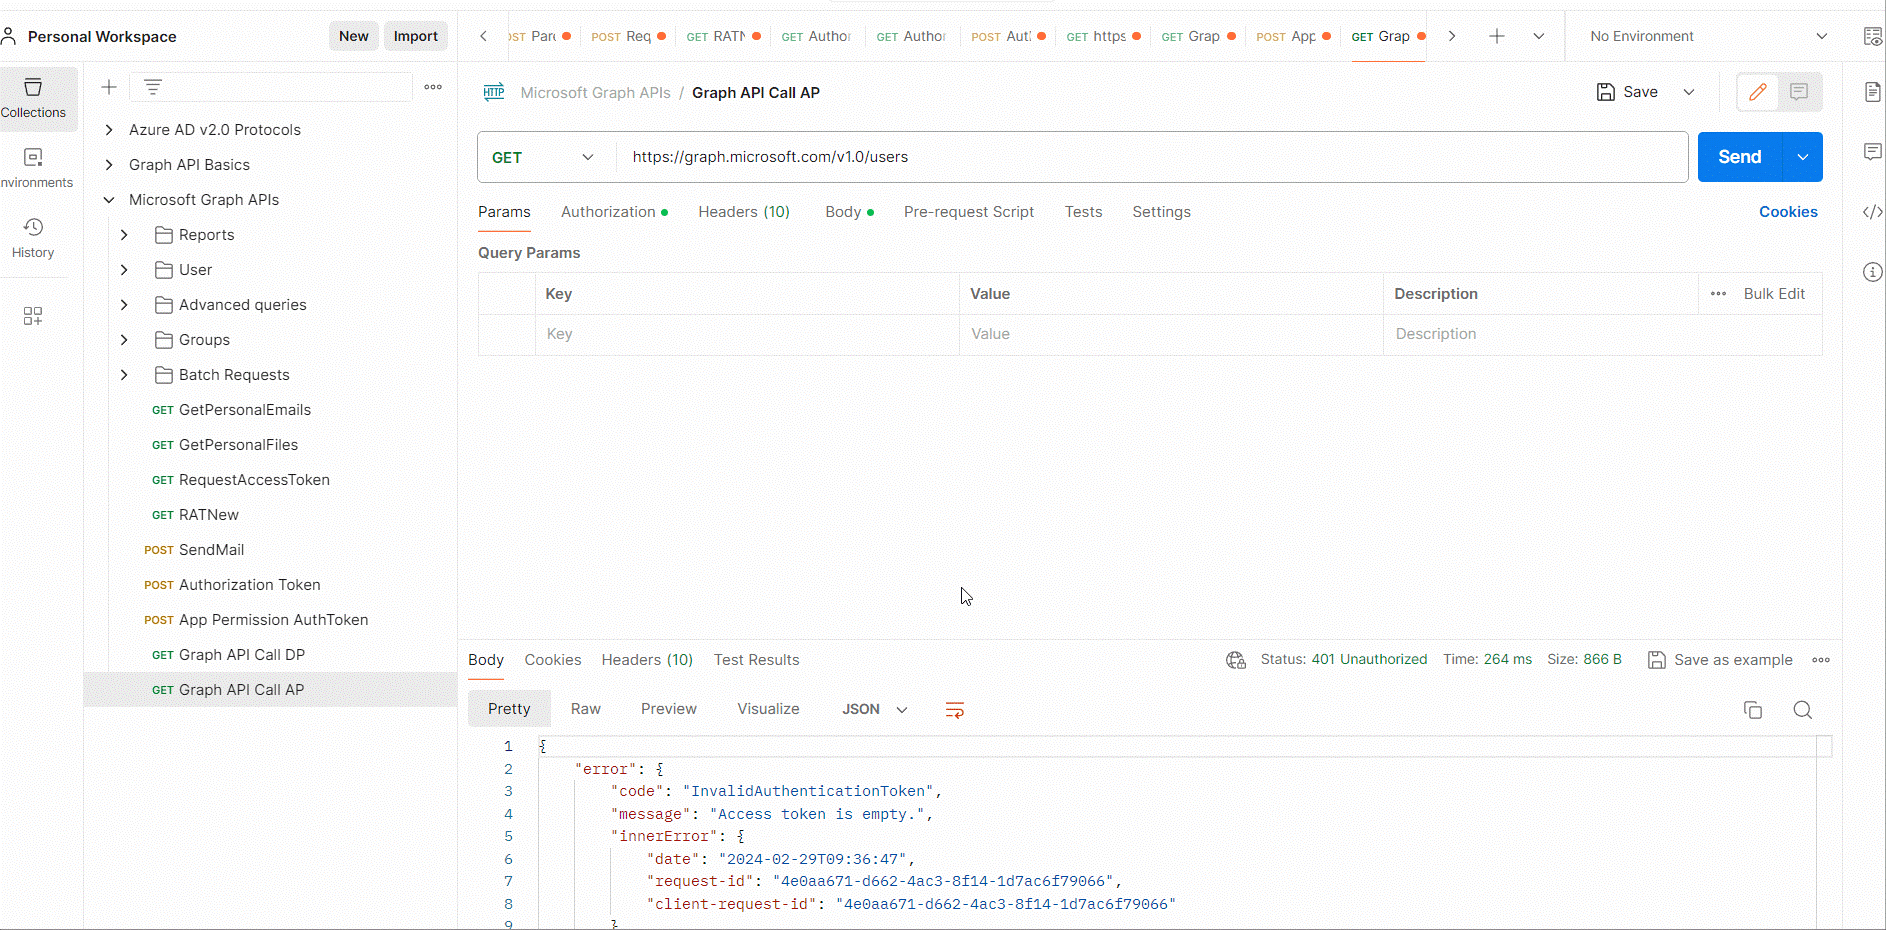 Personal Workspace
New
Import
POST Req
GET RATN
GET Autho
GET Autho
POST Aut
GET https
GET Grap
POST App
GET Grap
No Environment
Collections
History
Azure AD v2.0 Protocols
Graph API Basics
Microsoft Graph APIs
Reports
User
Advanced queries
Groups
Batch Requests
GET GetPersonalEmails
GET GetPersonalFiles
GET RequestAccessToken
GET RATNew
POST SendMail
POST Authorization Token
POST App Permission AuthToken
GET Graph API Call DP
GET Graph API Call AP
HTTP Microsoft Graph APIs / Graph API Call AP
Save
GET https://graph.microsoft.com/v1.0/users
Send
Params Authorization Headers (10) Body Pre-request Script Tests Settings Cookies
Query Params
Key Value Description ••• Bulk Edit
Key Value Description
Body Cookies Headers (10) Test Results
Status: 401 Unauthorized Time: 264 ms Size: 866 B Save as example
Pretty Raw Preview Visualize JSON
1 {
2 "error": {
3 "code": "InvalidAuthenticationToken",
4 "message": "Access token is empty.",
5 "innerError": {
6 "date": "2024-02-29T09:36:47",
7 "request-id": "4e0aa671-d662-4ac3-8f14-1d7ac6f79066",
8 "client-request-id": "4e0aa671-d662-4ac3-8f14-1d7ac6f79066"
9 }